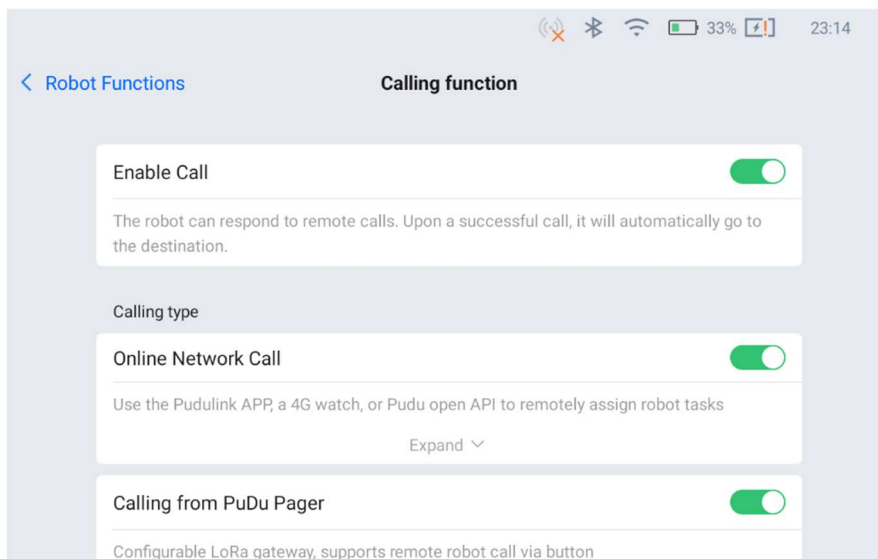 33% 23:14
Robot Functions Calling function
Enable Call
The robot can respond to remote calls. Upon a successful call, it will automatically go to
the destination.
Calling type
Online Network Call
Use the Pudulink APP, a 4G watch, or Pudu open API to remotely assign robot tasks
Expand
Calling from PuDu Pager
Configurable LoRa gateway, supports remote robot call via button